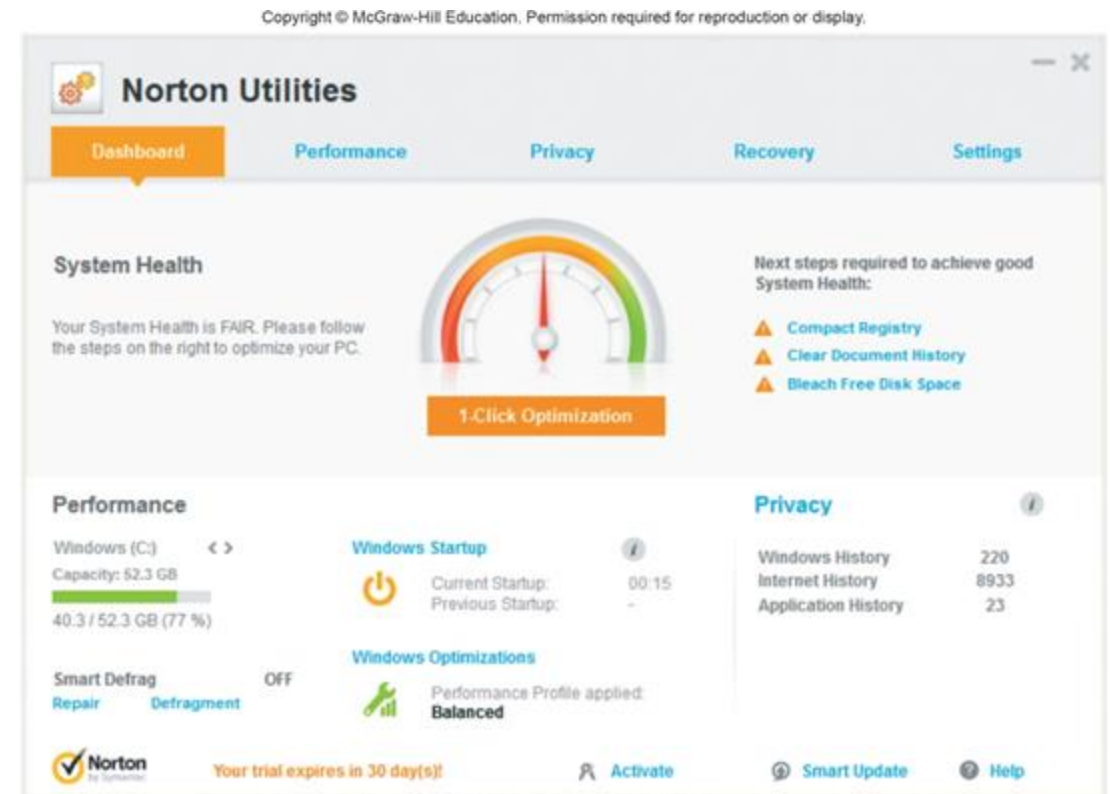 Copyright © McGraw-Hill Education. Permission required for reproduction or display.
Norton Utilities
Dashboard
Performance
Privacy
Recovery
Settings
System Health
Your System Health is FAIR. Please follow
the steps on the right to optimize your PC.
1-Click Optimization
Next steps required to achieve good
System Health:
Compact Registry
Clear Document History
Bleach Free Disk Space
Performance
Windows (C:) < >
Capacity: 52.3 GB
40.3 / 52.3 GB (77 %)
Smart Defrag OFF
Repair Defragment
Windows Startup
Current Startup: 00:15
Previous Startup: -
Windows Optimizations
Performance Profile applied:
Balanced
Privacy
Windows History 220
Internet History 8933
Application History 23
Norton
by Symantec
Your trial expires in 30 day(s)!
Activate
Smart Update
Help